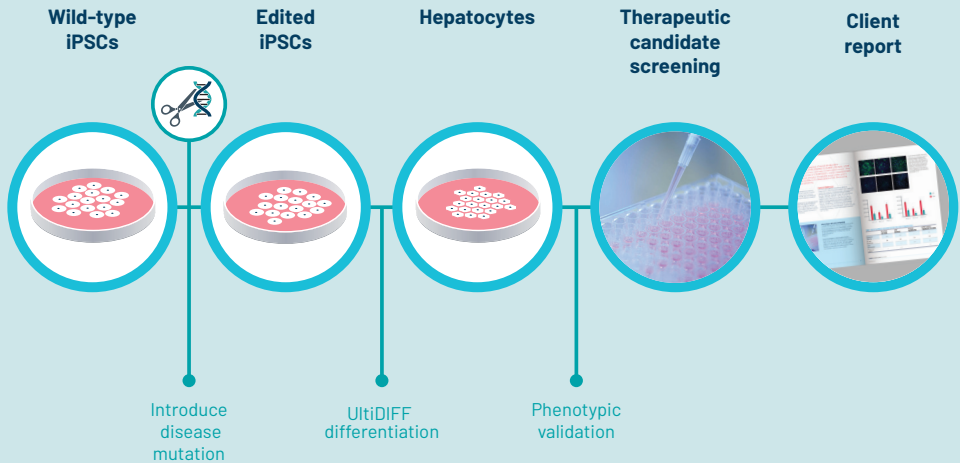 Wild-type
iPSCs
Edited
iPSCs
Hepatocytes
Therapeutic
candidate
screening
Client
report
Introduce
disease
mutation
UltiDIFF
differentiation
Phenotypic
validation